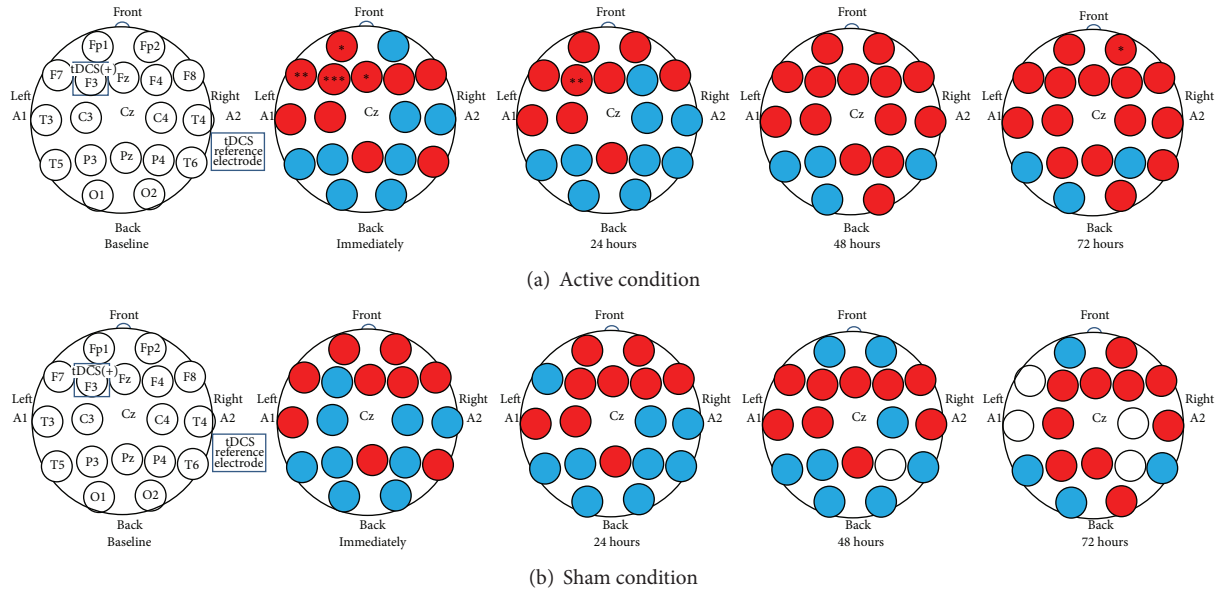 Front Front Front Front Front
Fp1 Fp2 *
tDCS(+)
F7 F3 Fz F4 F8 ** *** * ** *
Left Right Left Right Left Right Left Right Left Right
A1 T3 C3 Cz C4 T4 A2 A1 Cz A2 A1 Cz A2 A1 Cz A2 A1 Cz A2
tDCS
reference
electrode
T5 P3 Pz P4 T6
O1 O2
Back Back Back Back Back
Baseline Immediately 24 hours 48 hours 72 hours
(a) Active condition
Front Front Front Front Front
Fp1 Fp2
tDCS(+)
F7 F3 Fz F4 F8
Left Right Left Right Left Right Left Right Left Right
A1 T3 C3 Cz C4 T4 A2 A1 Cz A2 A1 Cz A2 A1 Cz A2 A1 Cz A2
tDCS
reference
electrode
T5 P3 Pz P4 T6
O1 O2
Back Back Back Back Back
Baseline Immediately 24 hours 48 hours 72 hours
(b) Sham condition